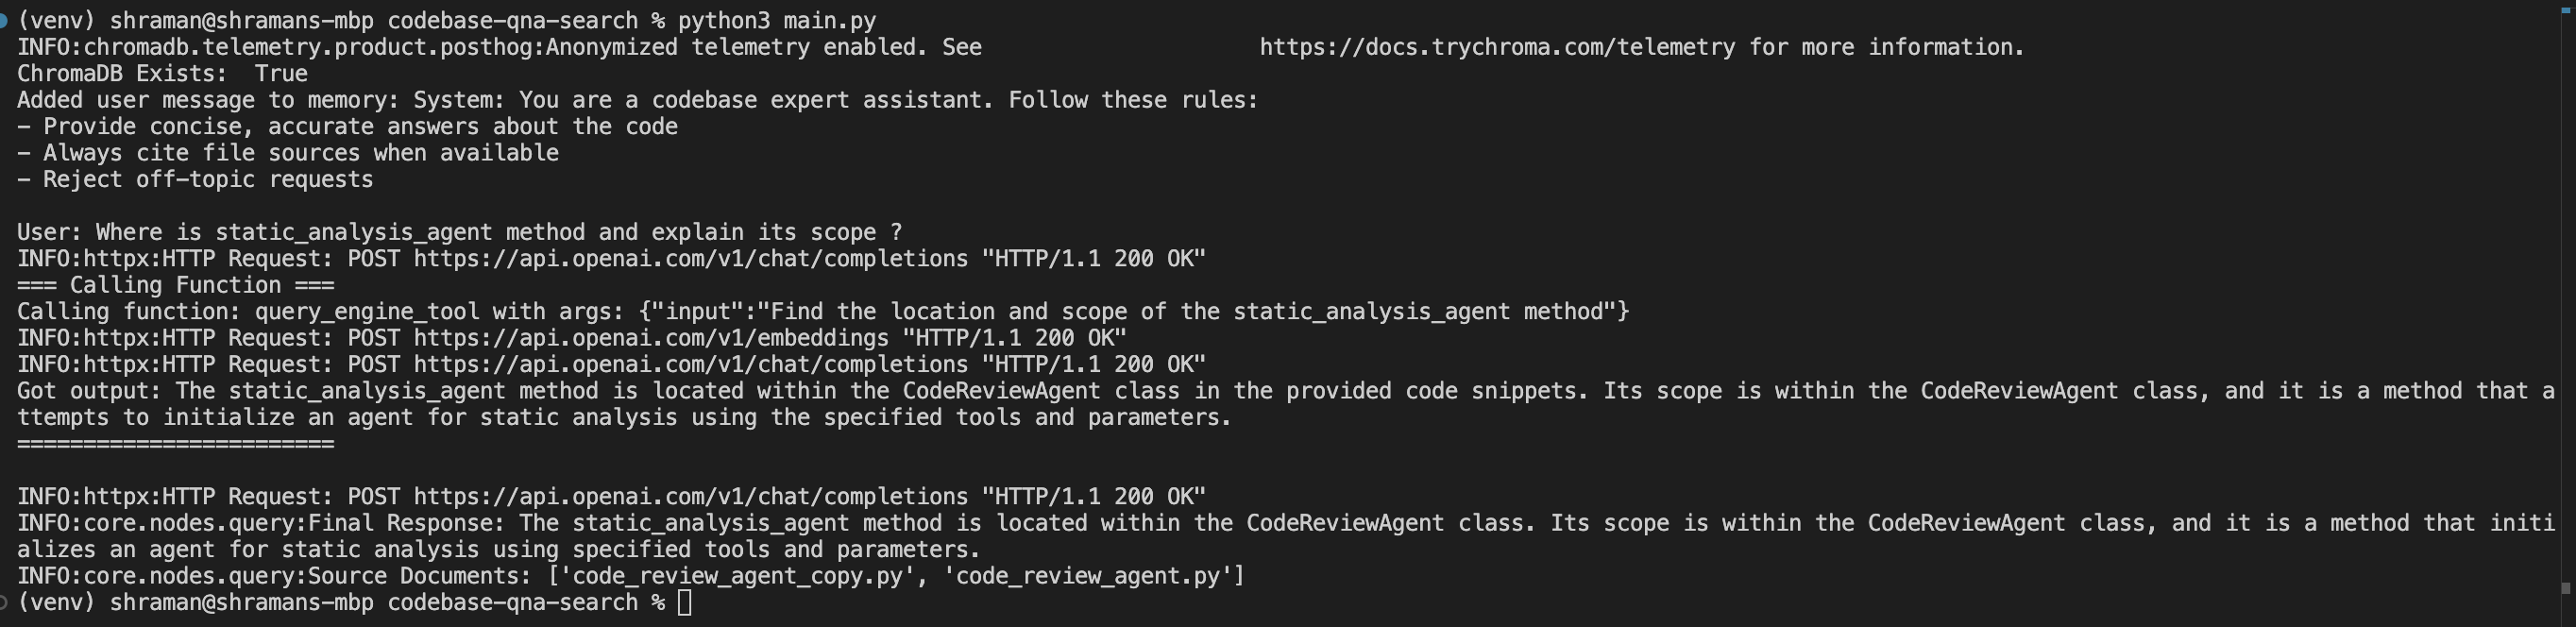 (venv) shraman@shramans-mbp codebase-qna-search % python3 main.py
INFO:chromadb.telemetry.product.posthog:Anonymized telemetry enabled. See                     https://docs.trychroma.com/telemetry for more information.
ChromaDB Exists:  True
Added user message to memory: System: You are a codebase expert assistant. Follow these rules:
- Provide concise, accurate answers about the code
- Always cite file sources when available
- Reject off-topic requests

User: Where is static_analysis_agent method and explain its scope ?
INFO:httpx:HTTP Request: POST https://api.openai.com/v1/chat/completions "HTTP/1.1 200 OK"
=== Calling Function ===
Calling function: query_engine_tool with args: {"input":"Find the location and scope of the static_analysis_agent method"}
INFO:httpx:HTTP Request: POST https://api.openai.com/v1/embeddings "HTTP/1.1 200 OK"
INFO:httpx:HTTP Request: POST https://api.openai.com/v1/chat/completions "HTTP/1.1 200 OK"
Got output: The static_analysis_agent method is located within the CodeReviewAgent class in the provided code snippets. Its scope is within the CodeReviewAgent class, and it is a method that a
ttempts to initialize an agent for static analysis using the specified tools and parameters.
========================

INFO:httpx:HTTP Request: POST https://api.openai.com/v1/chat/completions "HTTP/1.1 200 OK"
INFO:core.nodes.query:Final Response: The static_analysis_agent method is located within the CodeReviewAgent class. Its scope is within the CodeReviewAgent class, and it is a method that initi
alizes an agent for static analysis using specified tools and parameters.
INFO:core.nodes.query:Source Documents: ['code_review_agent_copy.py', 'code_review_agent.py']
(venv) shraman@shramans-mbp codebase-qna-search %